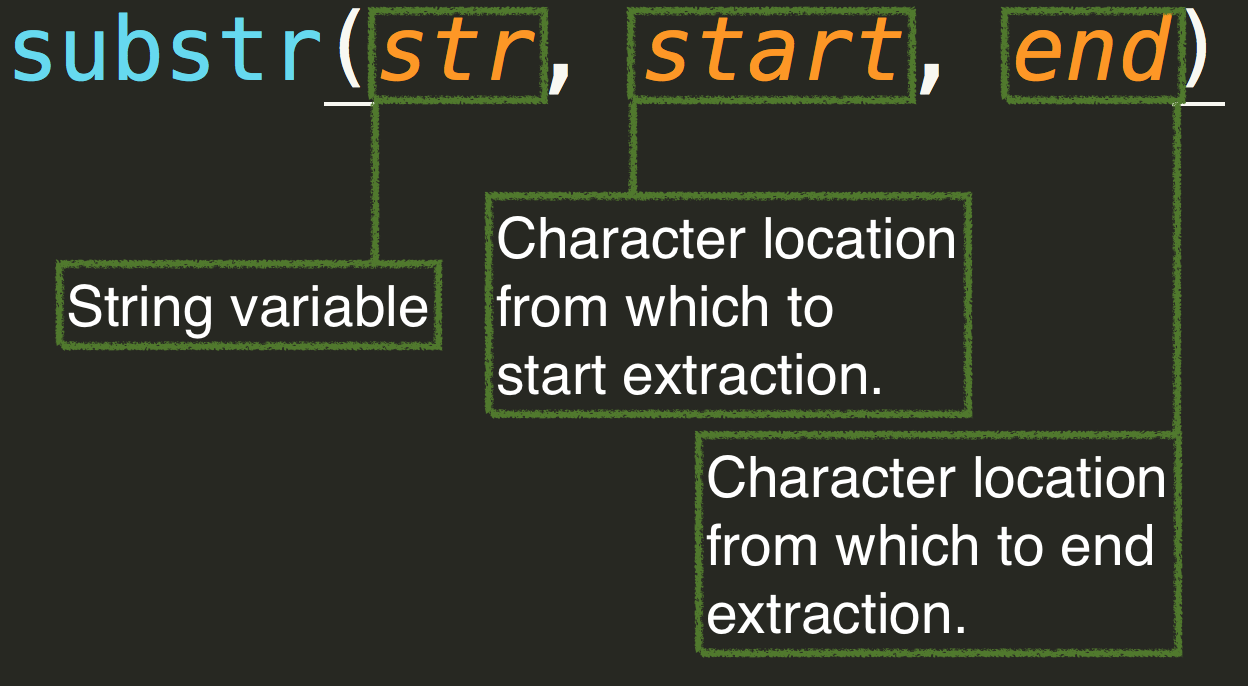 substr(str, start, end)
String variable
Character location
from which to
start extraction.
Character location
from which to end
extraction.